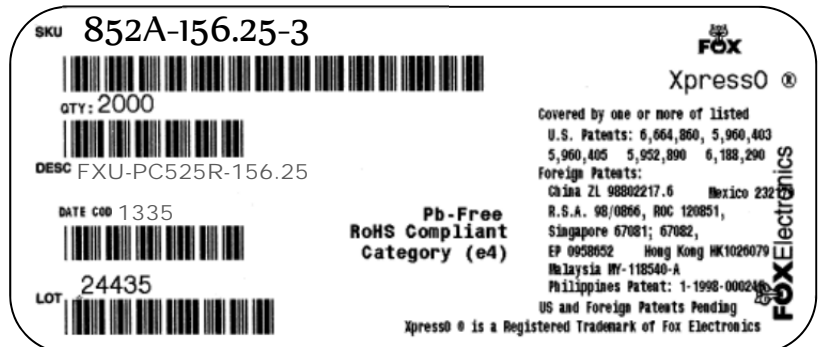 SKU 852A-156.25-3
FOX
XpressO ®
QTY: 2000
DESC FXU-PC525R-156.25
DATE COD 1335
LOT 24435
Pb-Free
RoHS Compliant
Category (e4)
Covered by one or more of listed
U.S. Patents: 6,664,860, 5,960,403
5,960,405 5,952,890 6,188,290
Foreign Patents:
China ZL 98802217.6 Mexico 232179
R.S.A. 98/0866, ROC 120851,
Singapore 67081; 67082,
EP 0958652 Hong Kong HK1026079
Malaysia MY-118540-A
Philippines Patent:
US and Foreign Patents Pending
XpressO ® is a Registered Trademark of Fox Electronics
FOXElectronics